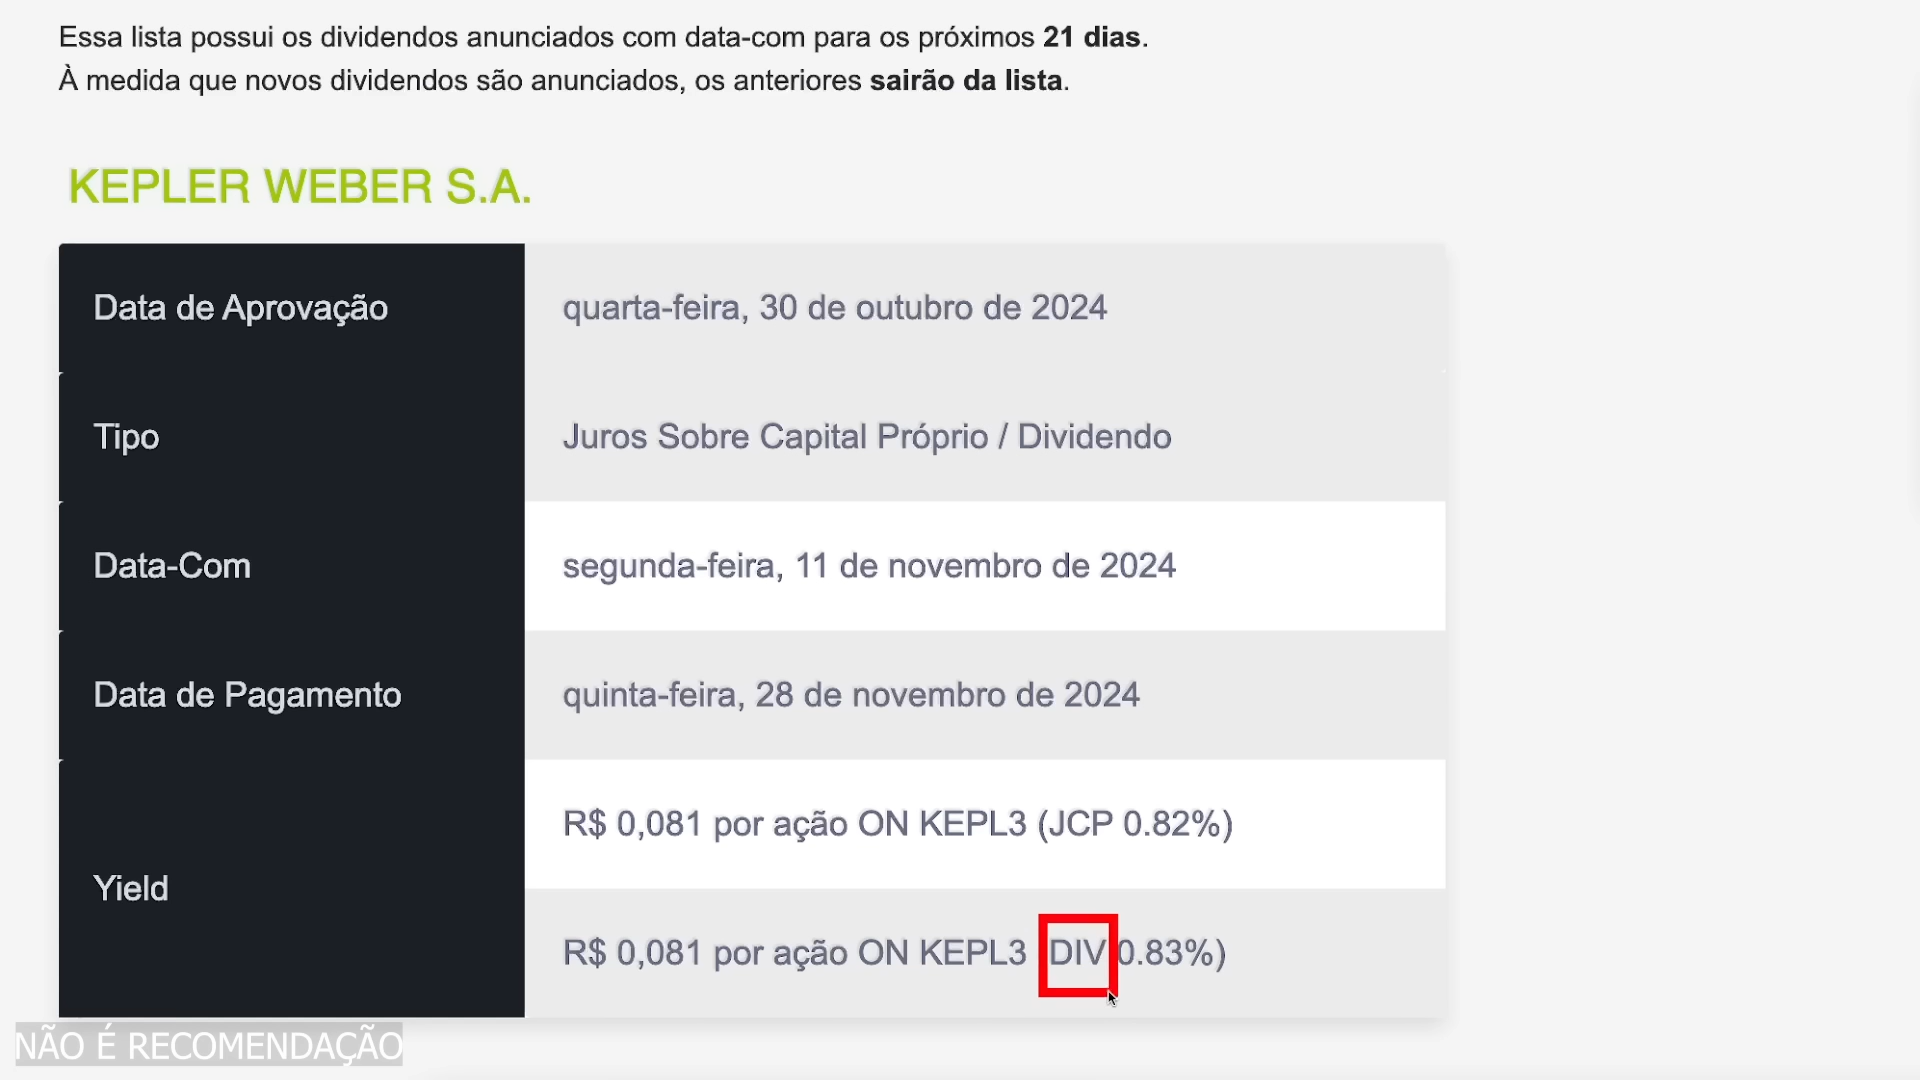 Essa lista possui os dividendos anunciados com data-com para os próximos 21 dias.
À medida que novos dividendos são anunciados, os anteriores sairão da lista.
KEPLER WEBER S.A.
Data de Aprovação quarta-feira, 30 de outubro de 2024
Tipo Juros Sobre Capital Próprio / Dividendo
Data-Com segunda-feira, 11 de novembro de 2024
Data de Pagamento quinta-feira, 28 de novembro de 2024
Yield
R$ 0,081 por ação ON KEPL3 (JCP 0.82%)
R$ 0,081 por ação ON KEPL3 DIV 0.83%)
NÃO É RECOMENDAÇÃO